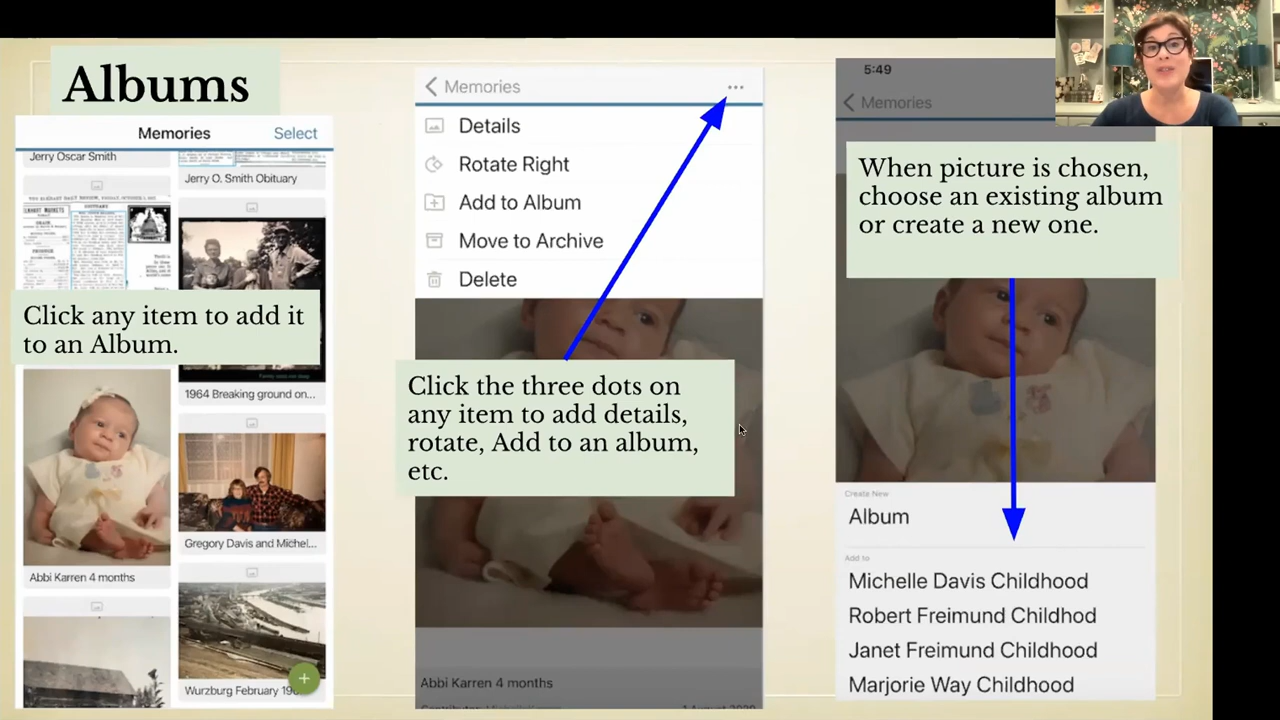 Albums
Memories Select
Jerry Oscar Smith
Jerry O. Smith Obituary
Click any item to add it
to an Album.
1964 Breaking ground on...
Gregory Davis and Michel...
Abbi Karren 4 months
Wurzburg February 19
+
Memories
Details
Rotate Right
Add to Album
Move to Archive
Delete
Click the three dots on
any item to add details,
rotate, Add to an album,
etc.
Abbi Karren 4 months
5:49
Memories
When picture is chosen,
choose an existing album
or create a new one.
Create New
Album
Add to
Michelle Davis Childhood
Robert Freimund Childhod
Janet Freimund Childhood
Marjorie Way Childhood